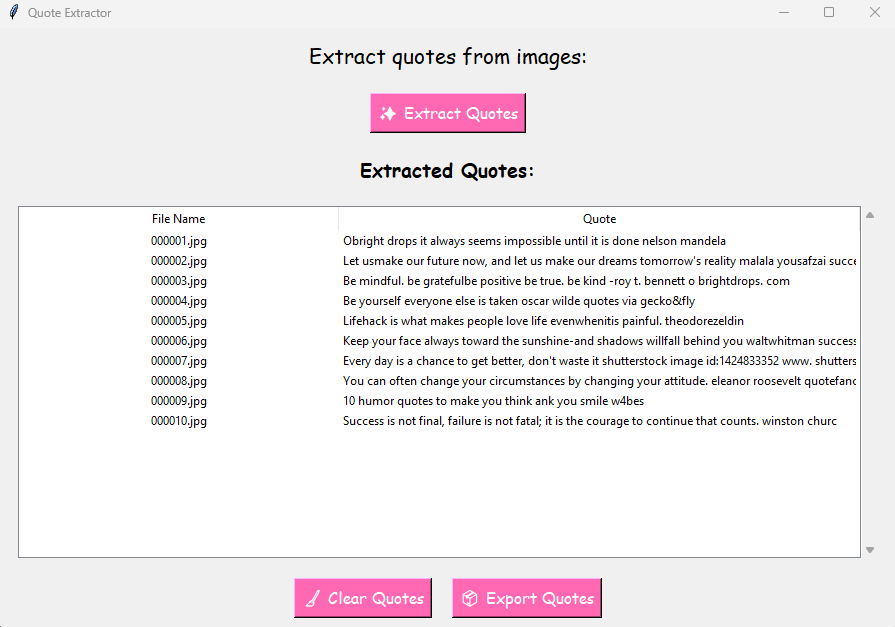 Quote Extractor
Extract quotes from images:
Extract Quotes
Extracted Quotes:
File Name Quote
000001.jpg Obright drops it always seems impossible until it is done nelson mandela
000002.jpg Let usmake our future now, and let us make our dreams tomorrow's reality malala yousafzai succe
000003.jpg Be mindful. be gratefulbe positive be true. be kind -roy t. bennett o brightdrops. com
000004.jpg Be yourself everyone else is taken oscar wilde quotes via gecko&fly
000005.jpg Lifehack is what makes people love life evenwhenitis painful. theodorezeldin
000006.jpg Keep your face always toward the sunshine-and shadows willfall behind you waltwhitman success
000007.jpg Every day is a chance to get better, don't waste it shutterstock image id:1424833352 www. shutters
000008.jpg You can often change your circumstances by changing your attitude. eleanor roosevelt quotefanc
000009.jpg 10 humor quotes to make you think ank you smile w4bes
000010.jpg Success is not final, failure is not fatal; it is the courage to continue that counts. winston churc
Clear Quotes Export Quotes